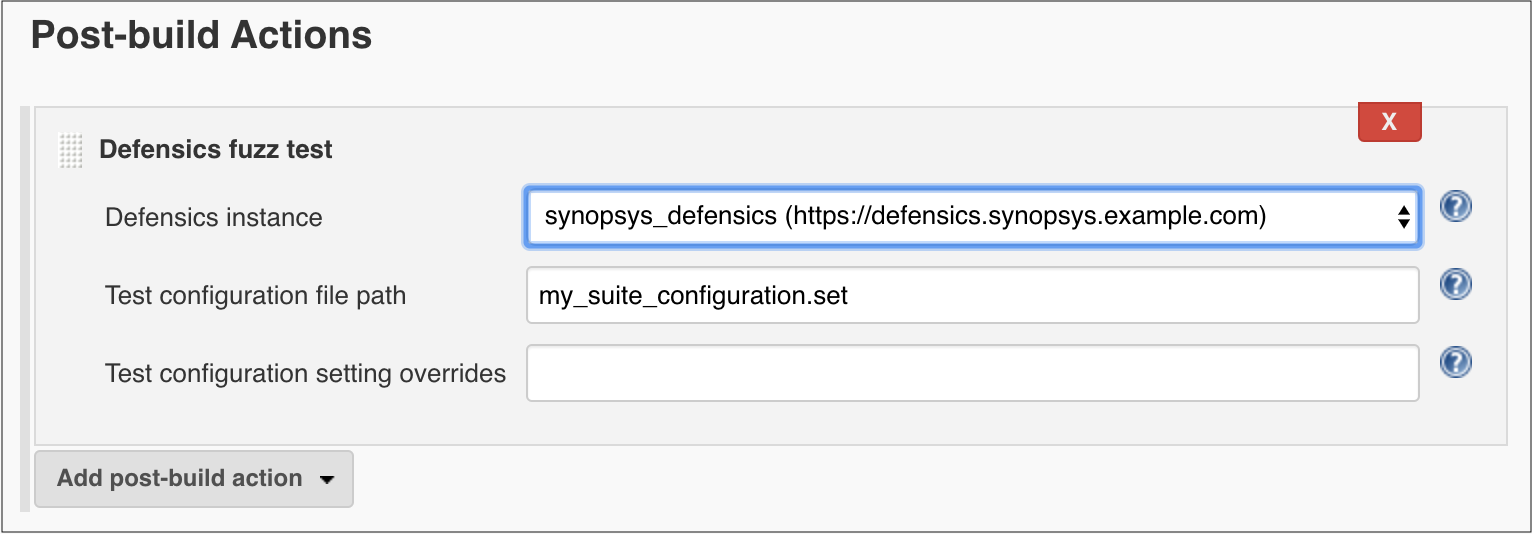 Post-build Actions
X
Defensics fuzz test
Defensics instance synopsys_defensics (https://defensics.synopsys.example.com) ?
Test configuration file path my_suite_configuration.set ?
Test configuration setting overrides ?
Add post-build action